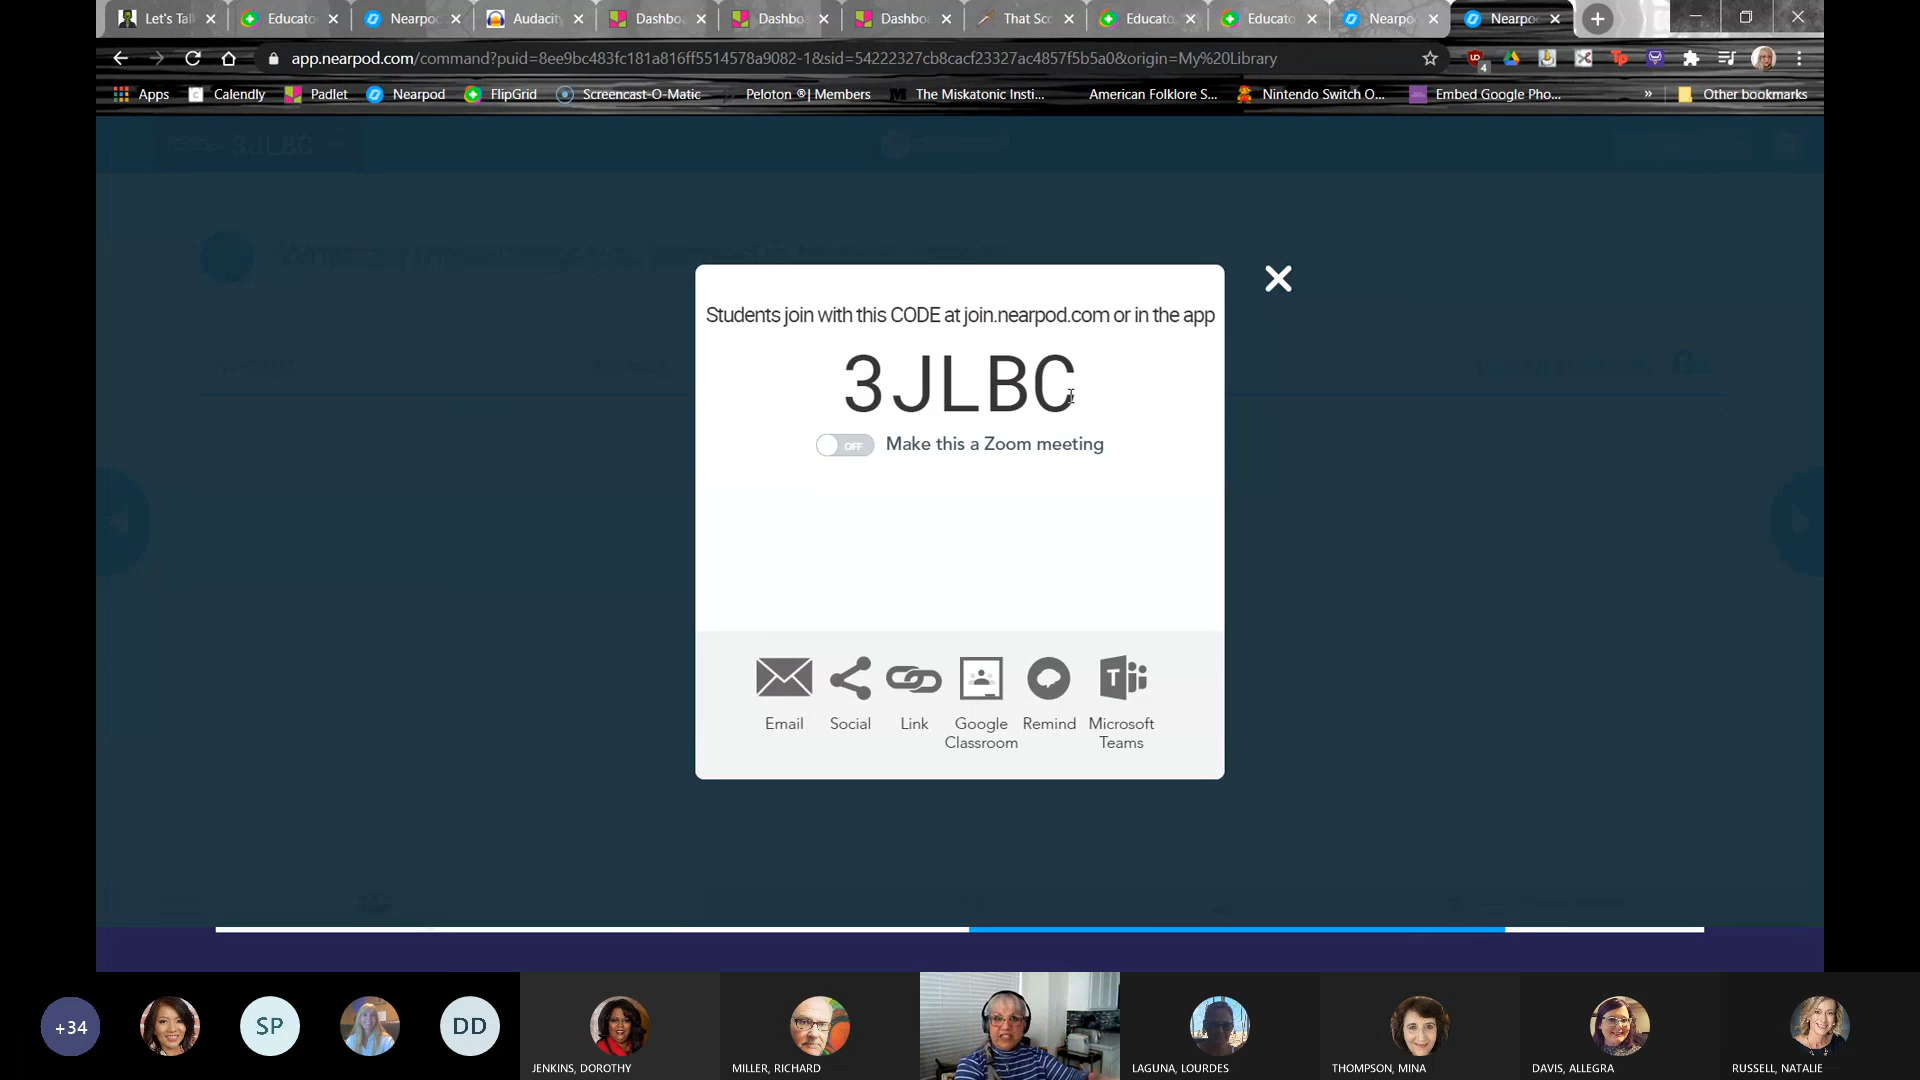 Let's Tal
Educato
Nearpo
Audacity
Dashbo
Dashbo
Dashbo
That Sco
Educato
Educato
Nearpo
Nearpo
app.nearpod.com/command?puid=8ee9bc483fc181a816ff5514578a9082-1&sid=54222327cb8cacf23327ac4857f5b5a0&origin=My%20Library
4
Apps
Calendly
Padlet
Nearpod
FlipGrid
Screencast-O-Matic
Peloton ® | Members
The Miskatonic Insti...
American Folklore S...
Nintendo Switch O...
Embed Google Pho...
»
Other bookmarks
3JLBC
Students join with this CODE at join.nearpod.com or in the app
3JLBC
OFF
Make this a Zoom meeting
Email
Social
Link
Google Classroom
Remind
Microsoft Teams
+34
SP
DD
JENKINS, DOROTHY
MILLER, RICHARD
LAGUNA, LOURDES
THOMPSON, MINA
DAVIS, ALLEGRA
RUSSELL, NATALIE